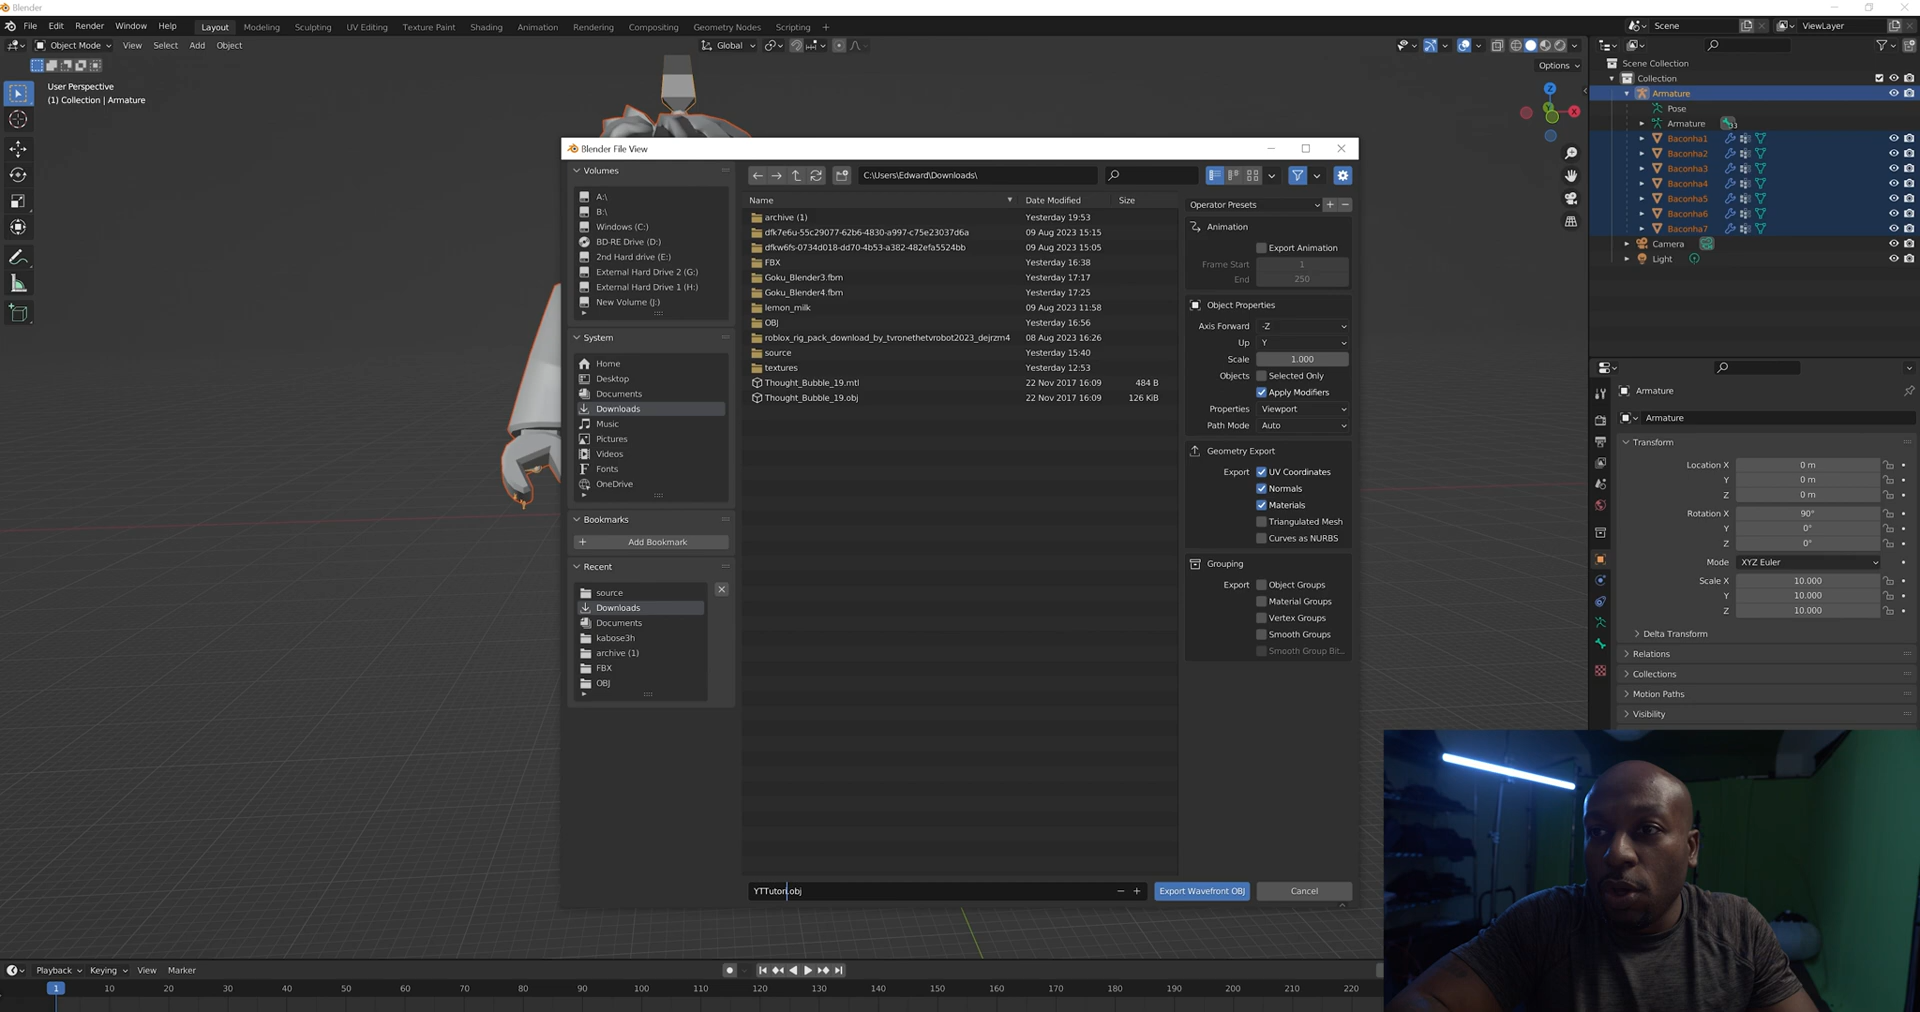 Blender
File Edit Render Window Help Layout Modeling Sculpting UV Editing Texture Paint Shading Animation Rendering Compositing Geometry Nodes Scripting + Scene ViewLayer
Object Mode View Select Add Object Global
Options
User Perspective
(1) Collection | Armature
Scene Collection
Collection
Armature
Pose
Armature
Baconha1
Baconha2
Baconha3
Baconha4
Baconha5
Baconha6
Baconha7
Camera
Light
Blender File View
Volumes
A:\
B:\
Windows (C:)
BD-RE Drive (D:)
2nd Hard drive (E:)
External Hard Drive 2 (G:)
External Hard Drive 1 (H:)
New Volume (J:)
System
Home
Desktop
Documents
Downloads
Music
Pictures
Videos
Fonts
OneDrive
Bookmarks
Add Bookmark
Recent
source
Downloads
Documents
kabose3h
archive (1)
FBX
OBJ
C:\Users\Edward\Downloads\
Name Date Modified Size
archive (1) Yesterday 19:53
dfk7e6u-55c29077-62b6-4830-a997-c75e23037d6a 09 Aug 2023 15:15
dfkw6fs-0734d018-dd70-4b53-a382-482efa5524bb 09 Aug 2023 15:05
FBX Yesterday 16:38
Goku_Blender3.fbm Yesterday 17:17
Goku_Blender4.fbm Yesterday 17:25
lemon_milk 09 Aug 2023 11:58
OBJ Yesterday 16:56
roblox_rig_pack_download_by_tvronethetvrobot2023_dejrzm4 08 Aug 2023 16:26
source Yesterday 15:40
textures Yesterday 12:53
Thought_Bubble_19.mtl 22 Nov 2017 16:09 484 B
Thought_Bubble_19.obj 22 Nov 2017 16:09 126 KiB
YTTutori.obj
Export Wavefront OBJ
Cancel
Operator Presets
Animation
Export Animation
Frame Start 1
End 250
Object Properties
Axis Forward -Z
Up Y
Scale 1.000
Objects Selected Only
Apply Modifiers
Properties Viewport
Path Mode Auto
Geometry Export
Export UV Coordinates
Normals
Materials
Triangulated Mesh
Curves as NURBS
Grouping
Export Object Groups
Material Groups
Vertex Groups
Smooth Groups
Smooth Group Bit...
Armature
Armature
Transform
Location X 0 m
Y 0 m
Z 0 m
Rotation X 90°
Y 0°
Z 0°
Mode XYZ Euler
Scale X 10.000
Y 10.000
Z 10.000
Delta Transform
Relations
Collections
Motion Paths
Visibility
Playback Keying View Marker
1 10 20 30 40 50 60 70 80 90 100 110 120 130 140 150 160 170 180 190 200 210 220